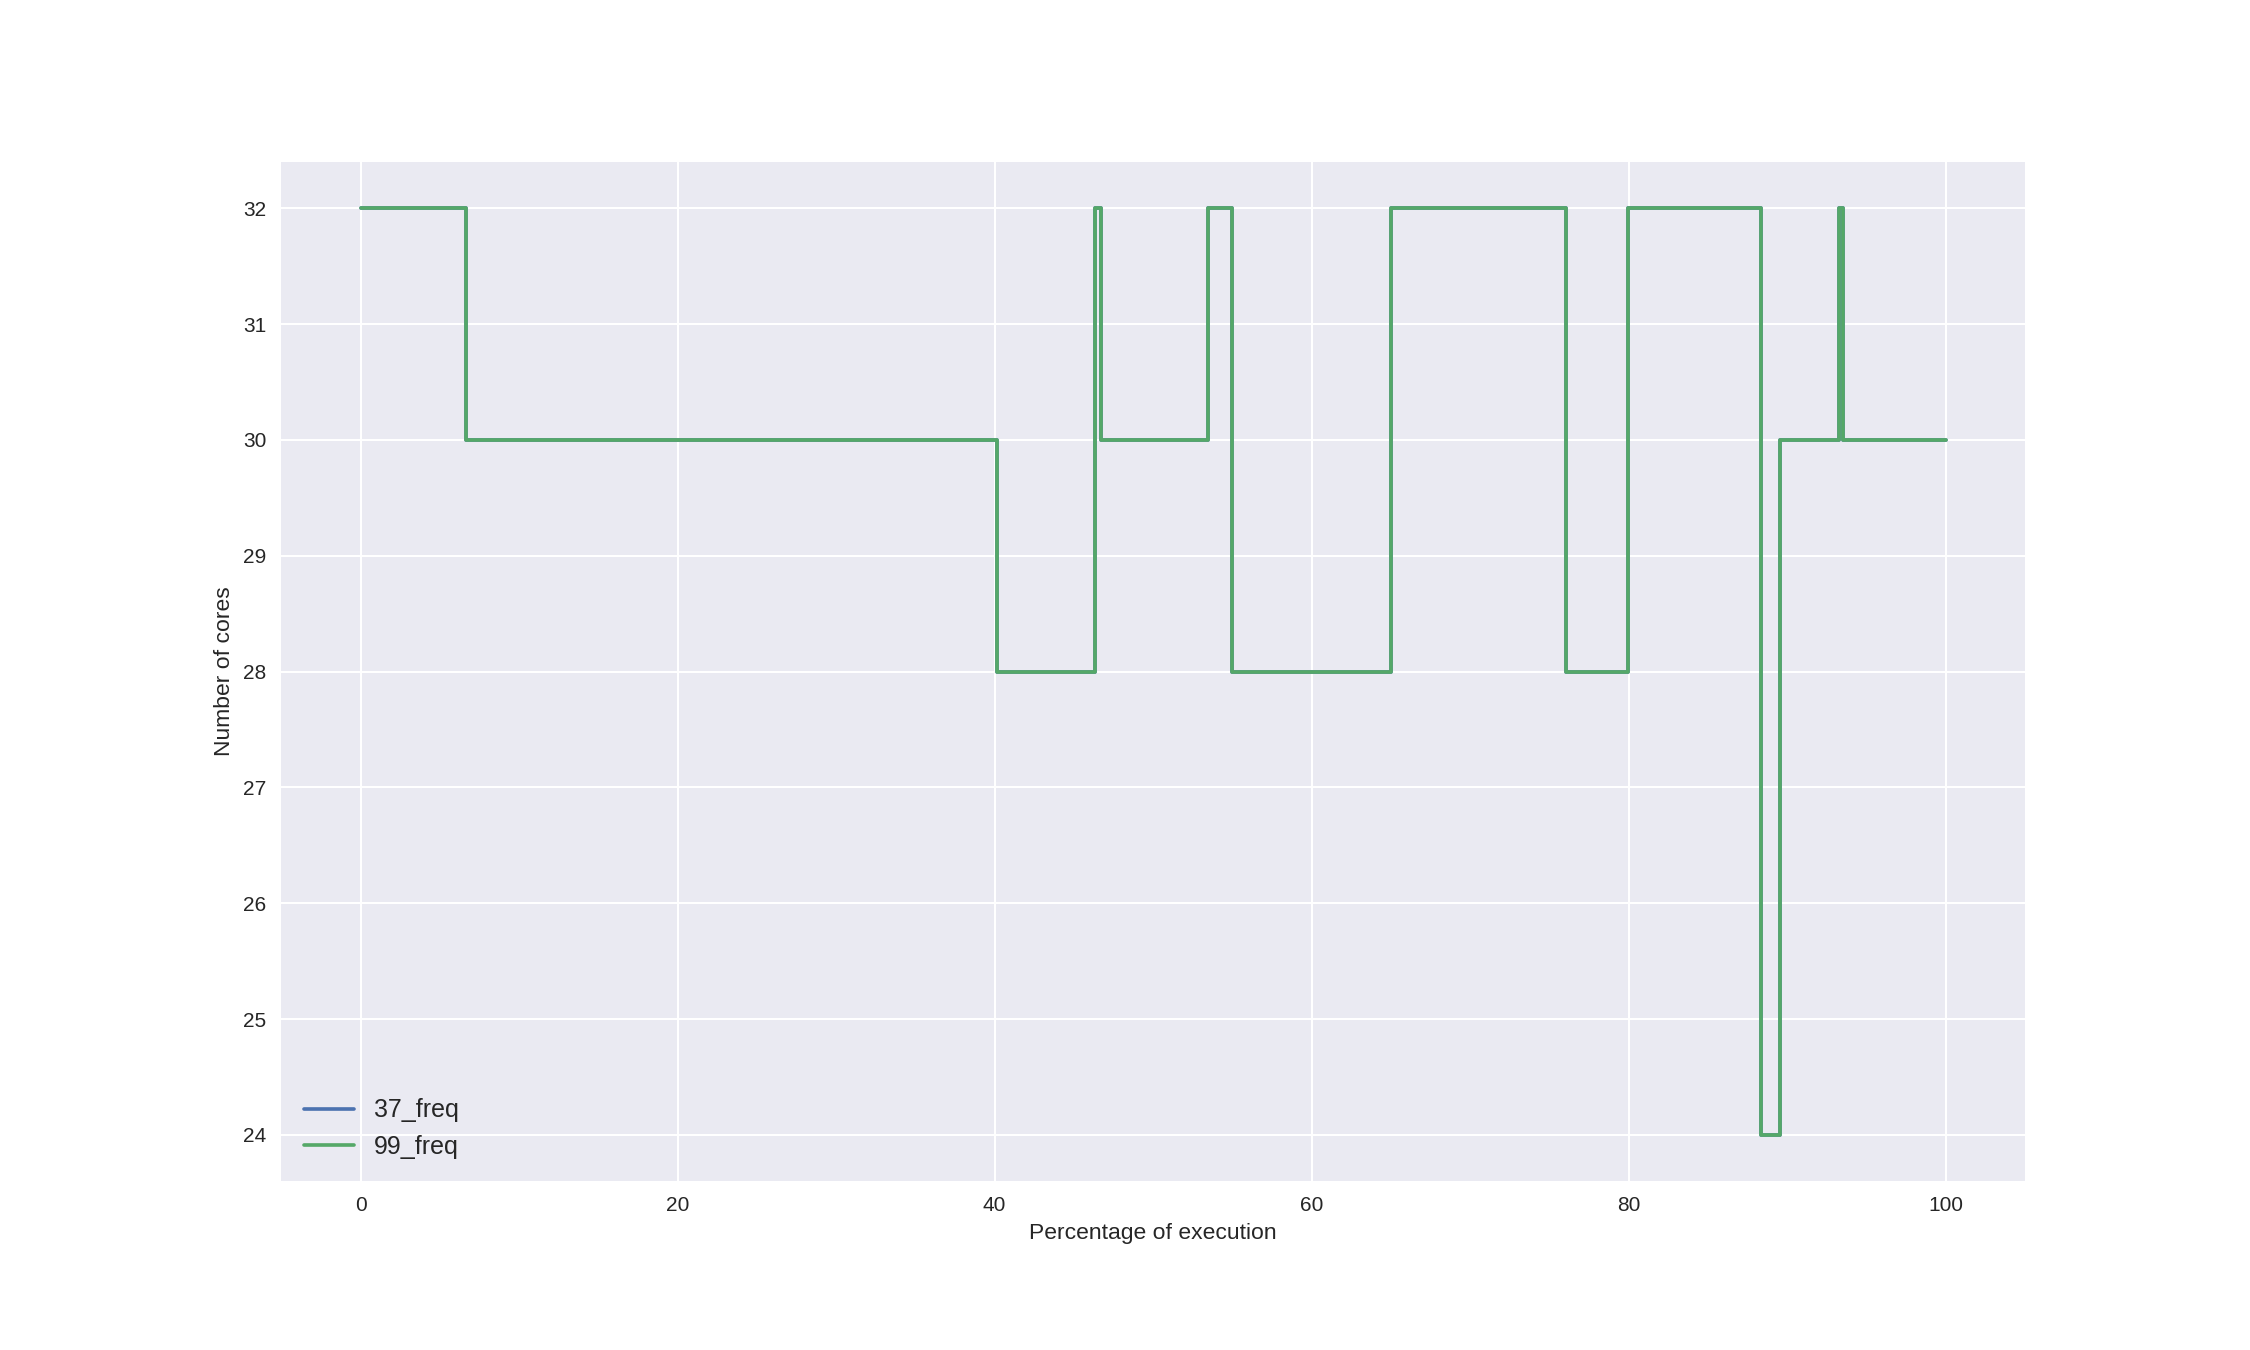 32
31
30
29
28
27
26
25
24
Number of cores
37_freq
99_freq
0 20 40 60 80 100
Percentage of execution